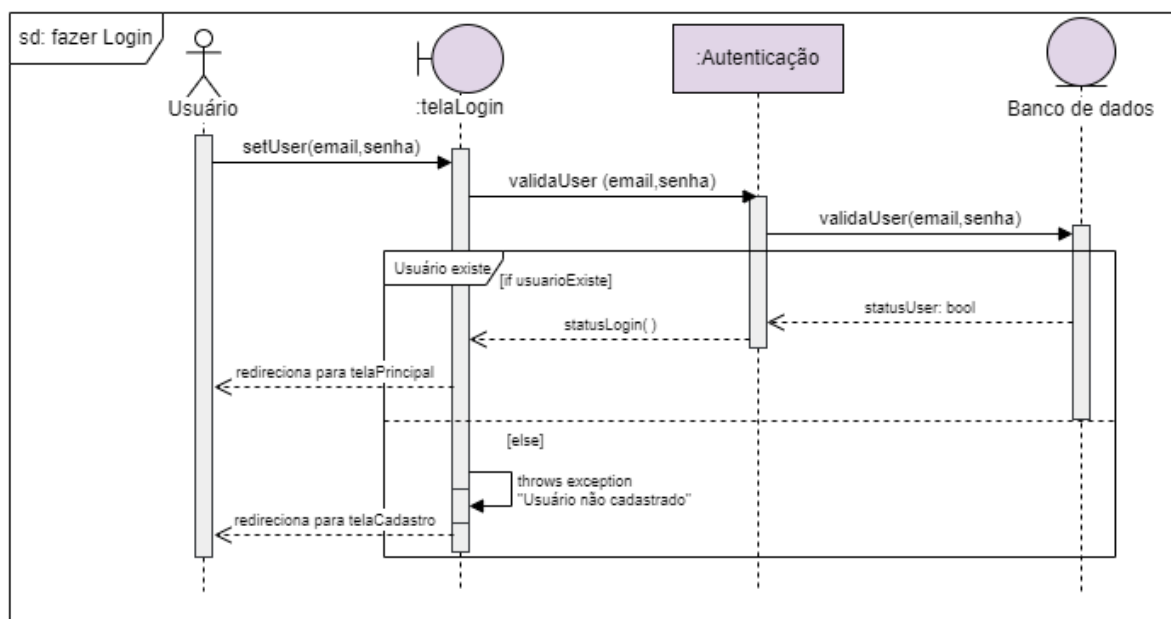 sd: fazer Login
Usuário
:telaLogin
:Autenticação
Banco de dados
setUser(email,senha)
validaUser (email,senha)
validaUser(email,senha)
Usuário existe
[if usuarioExiste]
statusUser: bool
statusLogin( )
redireciona para telaPrincipal
[else]
throws exception
"Usuário não cadastrado"
redireciona para telaCadastro